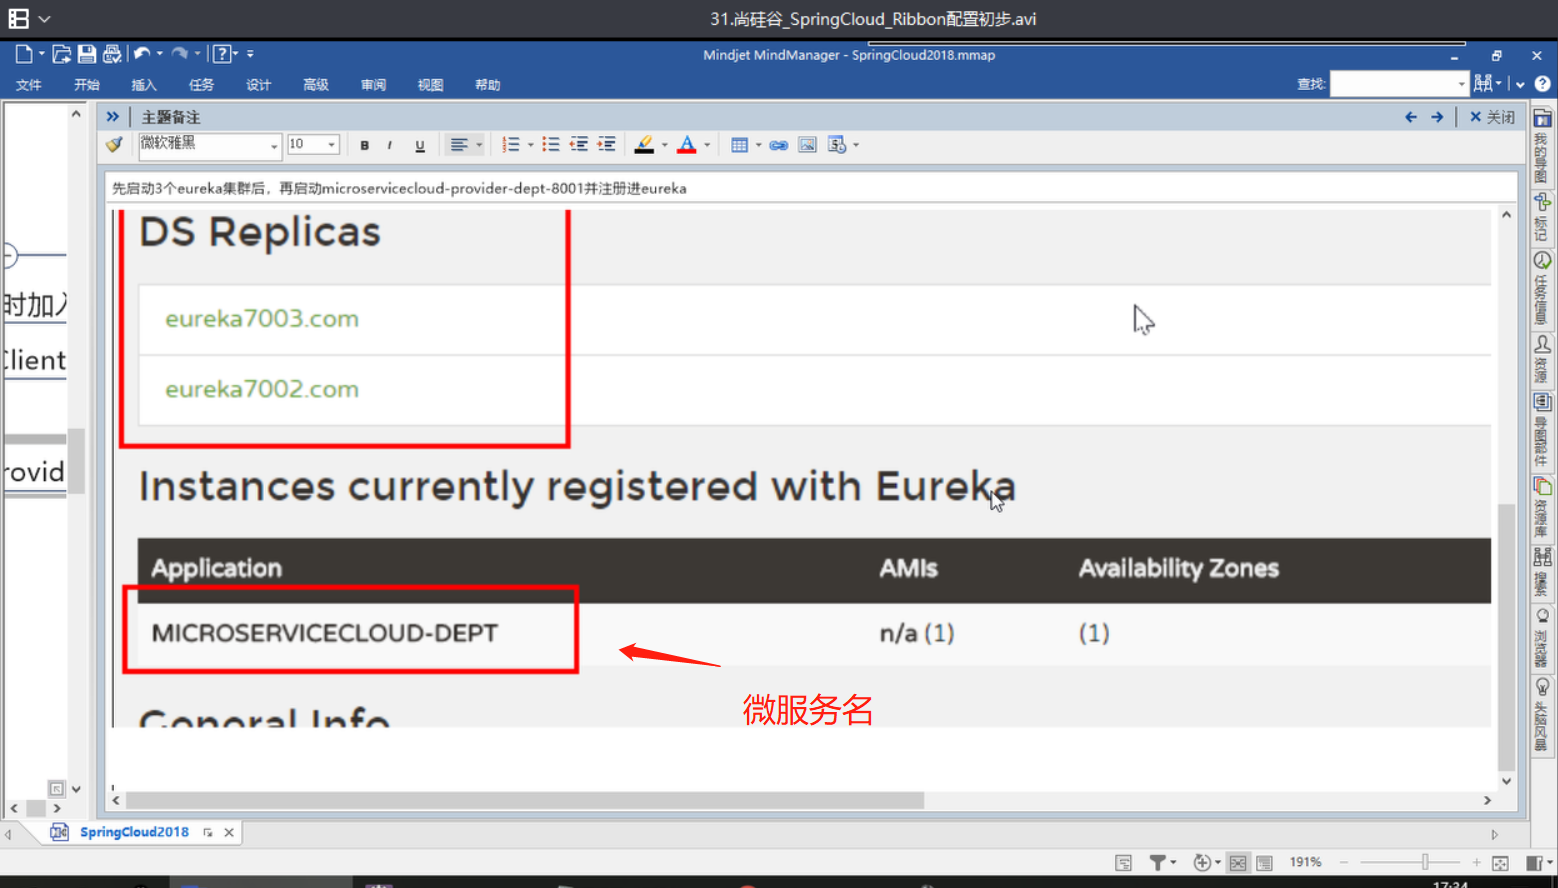 31.尚硅谷_SpringCloud_Ribbon配置初步.avi
Mindjet MindManager - SpringCloud2018.mmap
文件 开始 插入 任务 设计 高级 审阅 视图 帮助
查找:
主题备注
关闭
微软雅黑 10 B I U
先启动3个eureka集群后，再启动microservicecloud-provider-dept-8001并注册进eureka
DS Replicas
eureka7003.com
eureka7002.com
Instances currently registered with Eureka
Application AMIs Availability Zones
MICROSERVICECLOUD-DEPT n/a (1) (1)
微服务名
General Info
时加入
Client
rovid
我的导图
标记
任务信息
资源
导图部件
资源库
搜索
浏览器
头脑风暴
SpringCloud2018
191%
17:34